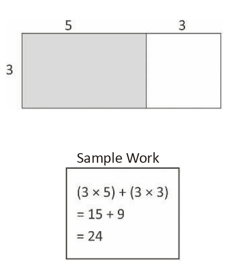 5 3
3
Sample Work
(3 × 5) + (3 × 3)
= 15 + 9
= 24